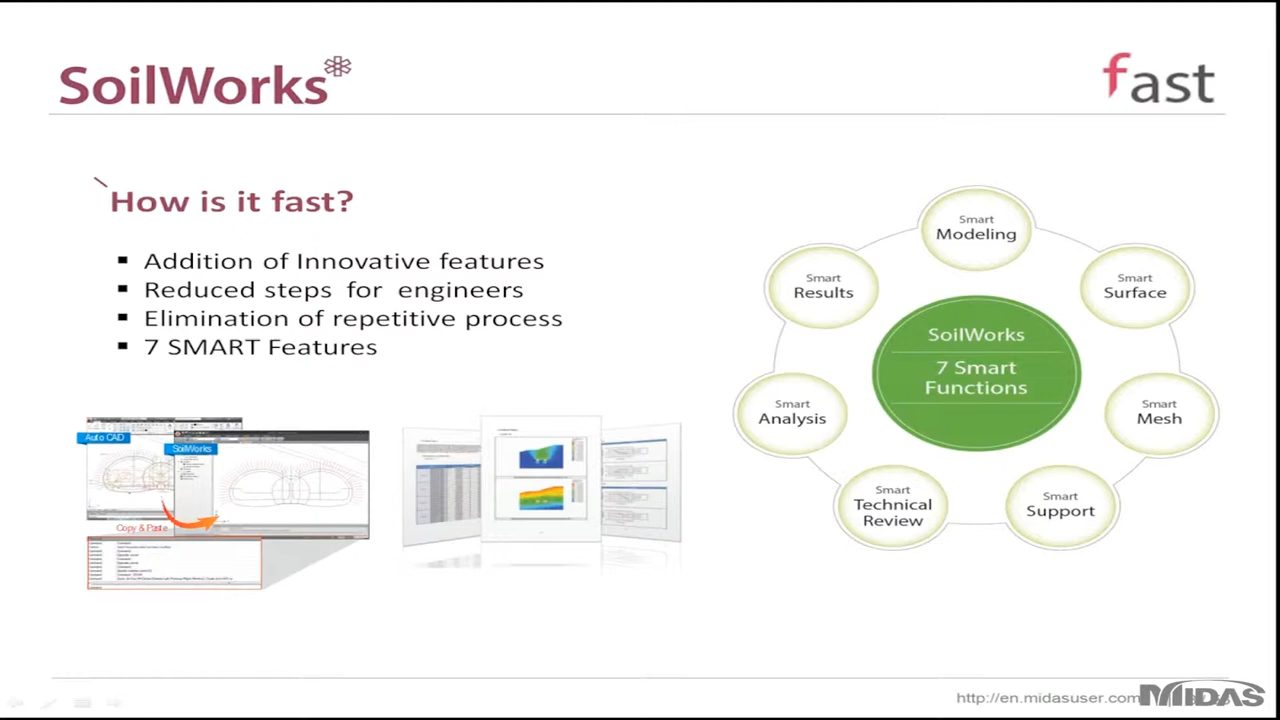 SoilWorks*
fast
How is it fast?
▪ Addition of Innovative features
▪ Reduced steps for engineers
▪ Elimination of repetitive process
▪ 7 SMART Features
Auto CAD
SoilWorks
Copy & Paste
Smart
Modeling
Smart
Surface
Smart
Mesh
Smart
Support
Smart
Technical
Review
Smart
Analysis
Smart
Results
SoilWorks
7 Smart
Functions
http://en.midasuser.com
MIDAS